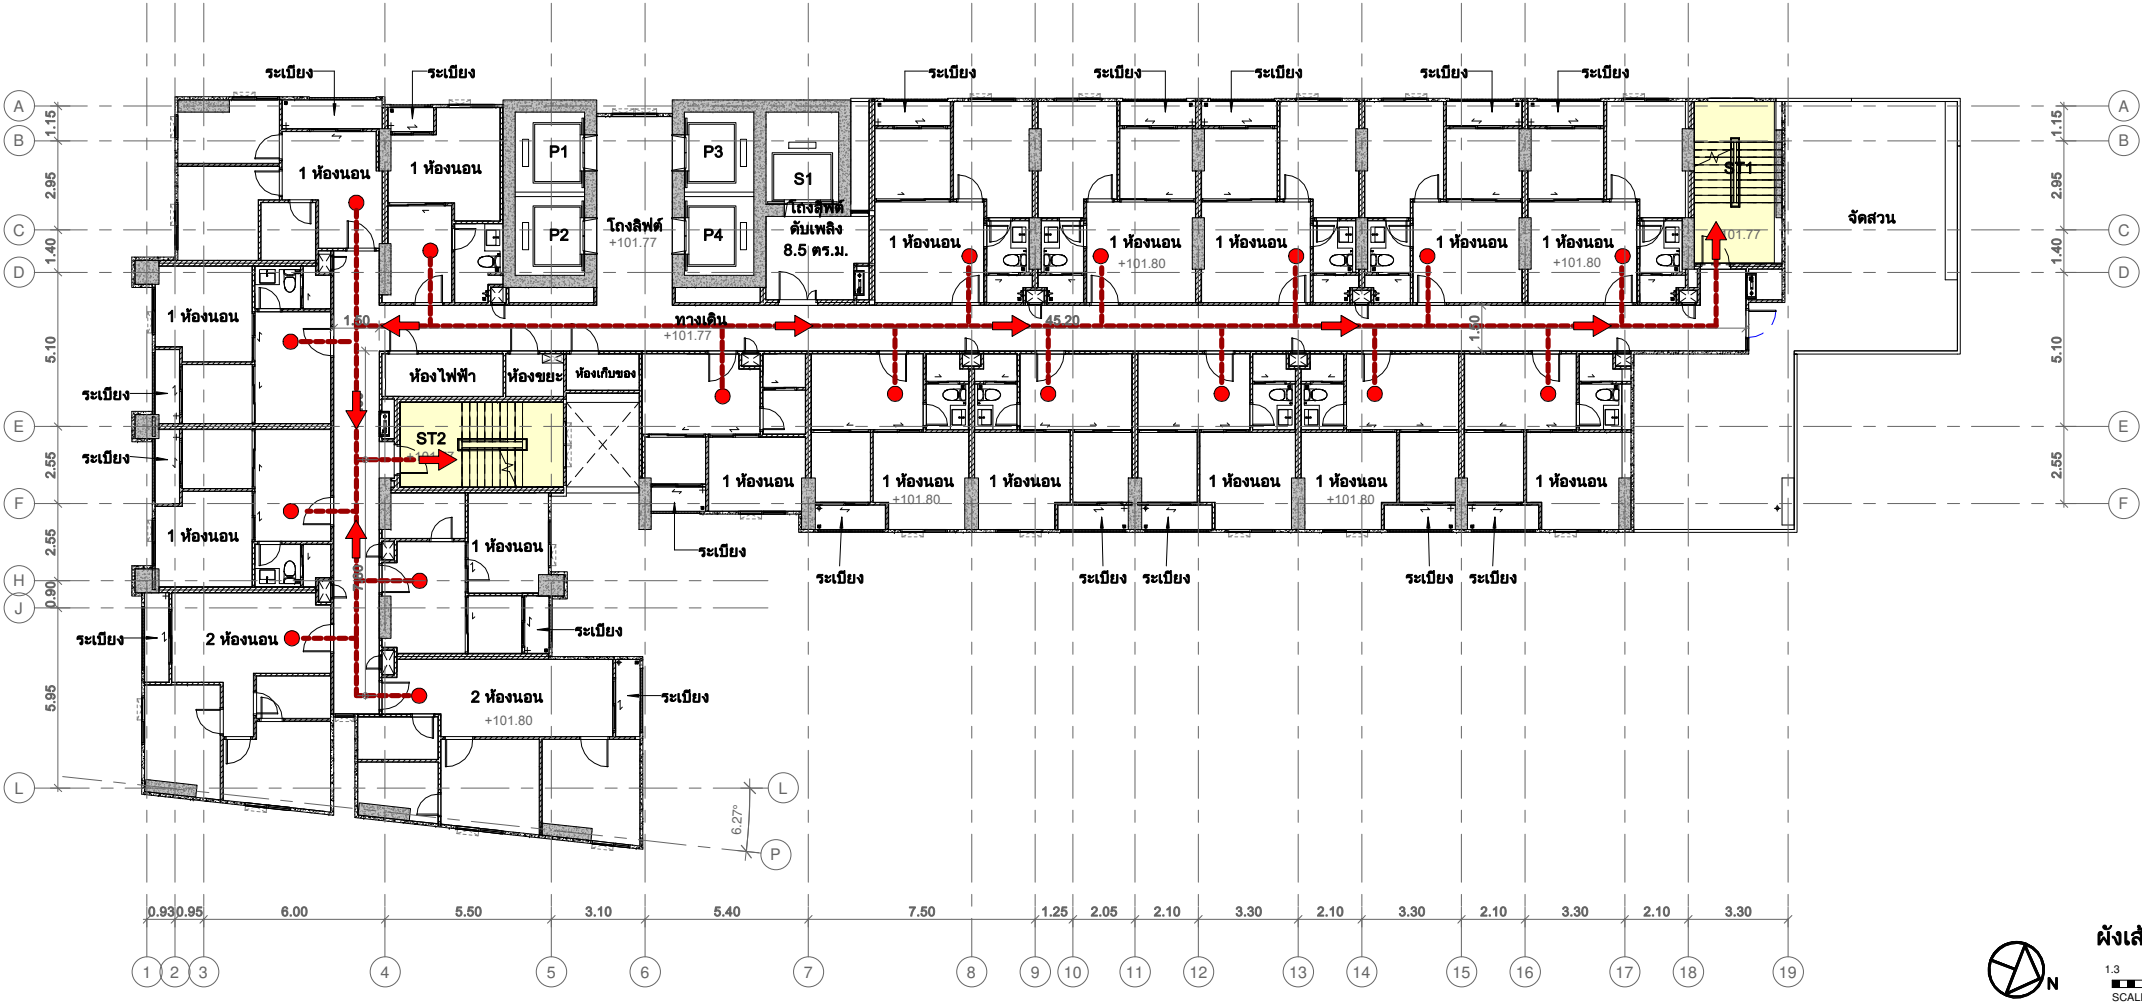 ระเบียง ระเบียง ระเบียง ระเบียง ระเบียง ระเบียง ระเบียง
A A
1.15 1.15
B B
P1 P3 ST1
1 ห้องนอน 1 ห้องนอน S1
2.95 2.95
โถงลิฟต์ ดับเพลิง 8.5 ตร.ม.
โถงลิฟต์ +101.77
จัดสวน
C C
P2 P4
1 ห้องนอน 1 ห้องนอน 1 ห้องนอน 1 ห้องนอน 1 ห้องนอน
+101.80 +101.80 101.77
1.40 1.40
D D
1 ห้องนอน
1.50 ทางเดิน 45.20 1.50
+101.77
5.10 5.10
ห้องไฟฟ้า ห้องขยะ ห้องเก็บของ
ระเบียง
E E
ST2
ระเบียง
2.55 2.55
1 ห้องนอน 1 ห้องนอน 1 ห้องนอน 1 ห้องนอน 1 ห้องนอน 1 ห้องนอน
+101.80 +101.80
F F
1 ห้องนอน 1 ห้องนอน
2.55
ระเบียง
H
ระเบียง ระเบียง ระเบียง ระเบียง ระเบียง
0.90
J
ระเบียง 2 ห้องนอน ระเบียง
5.95
2 ห้องนอน ระเบียง
+101.80
L L
6.27°
P
0.93 0.95 6.00 5.50 3.10 5.40 7.50 1.25 2.05 2.10 3.30 2.10 3.30 2.10 3.30 2.10 3.30
1 2 3 4 5 6 7 8 9 10 11 12 13 14 15 16 17 18 19
N
1.3